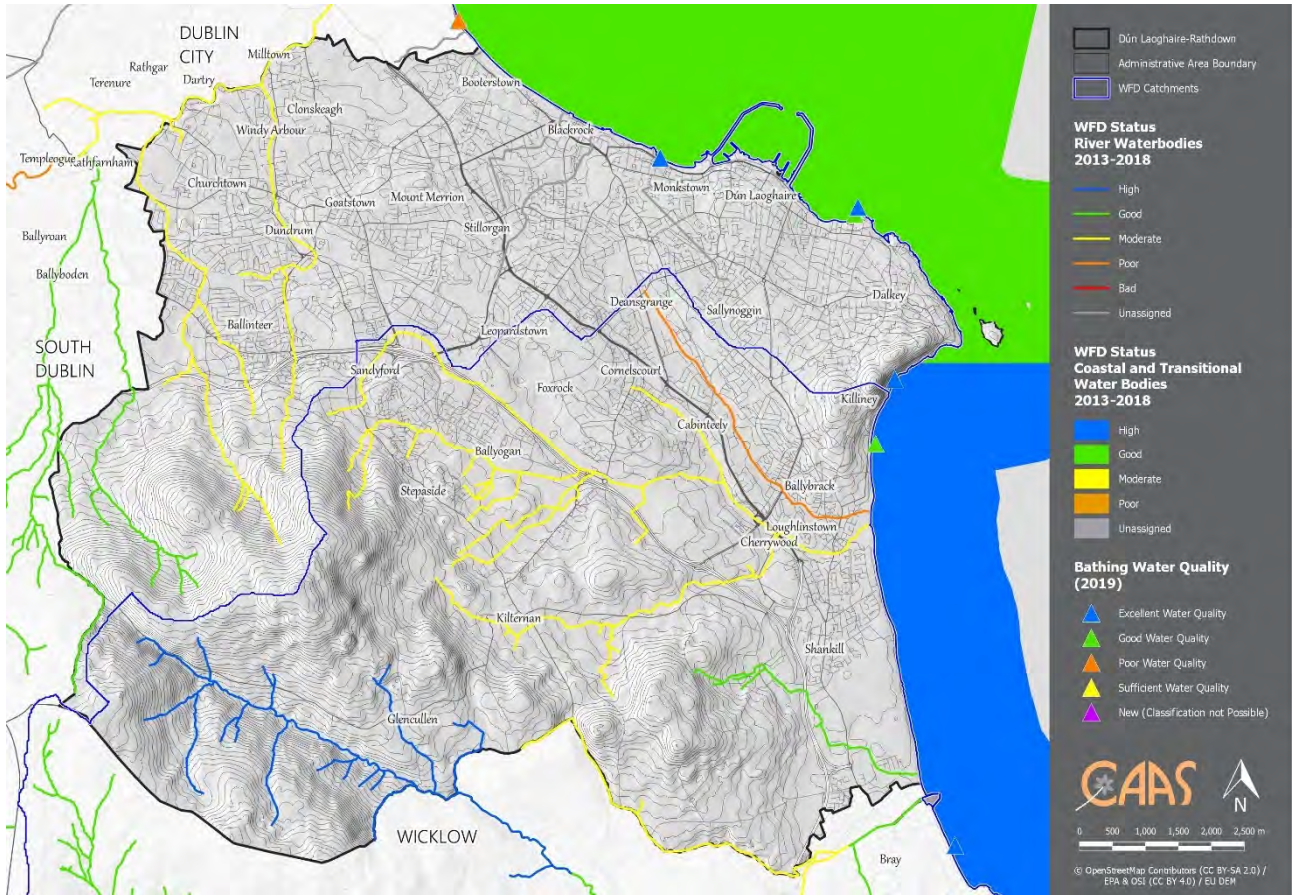 DUBLIN
CITY
Milltown
Rathgar
Terenure
Dartry
Booterstown
Clonskeagh
Windy Arbour
Blackrock
Templeogue
Rathfarnham
Churchtown
Monkstown
Mount Merrion
Dún Laoghaire
Goatstown
Stillorgan
Dundrum
Ballyroan
Ballyboden
Dalkey
Deansgrange
Sallynoggin
Ballinteer
Leopardstown
SOUTH
DUBLIN
Sandyford
Cornelscourt
Foxrock
Killiney
Cabinteely
Ballyogan
Stepaside
Ballybrack
Loughlinstown
Cherrywood
Kilternan
Shankill
Glencullen
WICKLOW
Bray
Dún Laoghaire-Rathdown
Administrative Area Boundary
WFD Catchments
WFD Status
River Waterbodies
2013-2018
High
Good
Moderate
Poor
Bad
Unassigned
WFD Status
Coastal and Transitional
Water Bodies
2013-2018
High
Good
Moderate
Poor
Unassigned
Bathing Water Quality
(2019)
Excellent Water Quality
Good Water Quality
Poor Water Quality
Sufficient Water Quality
New (Classification not Possible)
CAAS
N
0 500 1,000 1,500 2,000 2,500 m
© OpenStreetMap Contributors (CC BY-SA 2.0) /
EPA & OSI (CC BY 4.0) / EU DEM